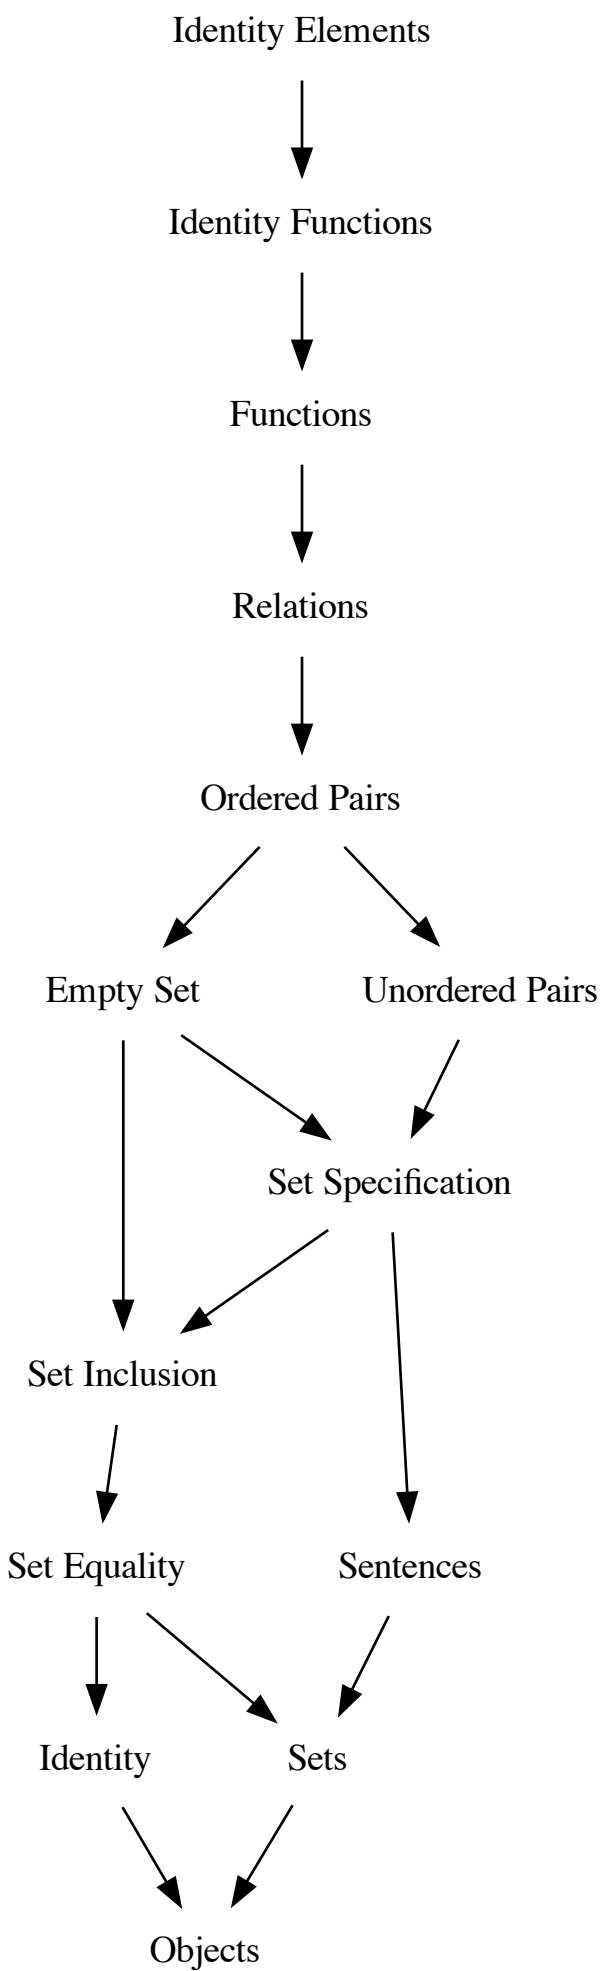 Identity Elements
Identity Functions
Functions
Relations
Ordered Pairs
Empty Set
Unordered Pairs
Set Specification
Set Inclusion
Set Equality
Sentences
Identity
Sets
Objects